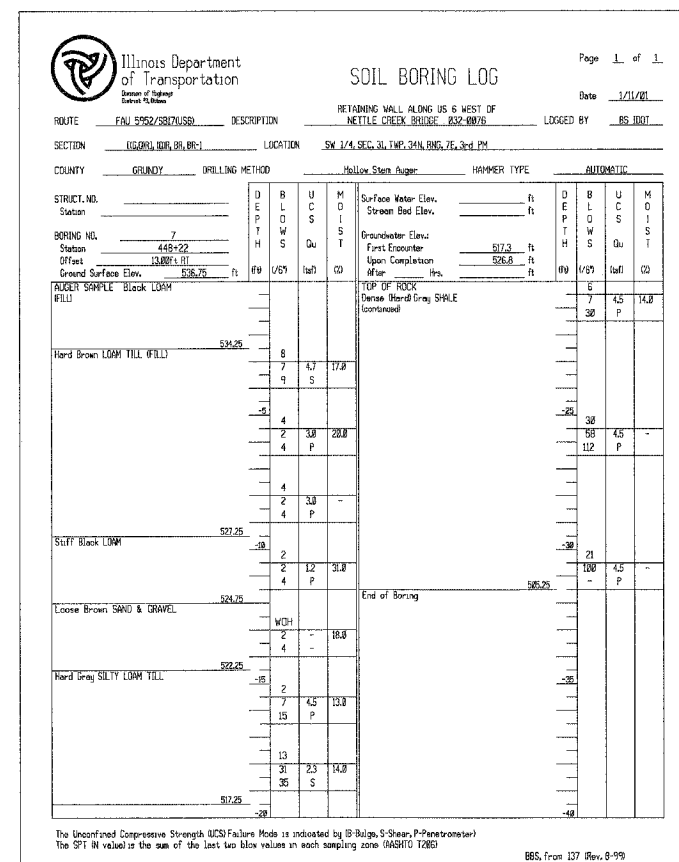 Illinois Department
of Transportation
Division of Highways
SOIL BORING LOG
Page 1 of 1
Date 1/11/01
RETAINING WALL ALONG US 6 WEST OF
ROUTE FAU 5952/SBI7(US6) DESCRIPTION NETTLE CREEK BRIDGE 032-0076 LOGGED BY BS IDOT
SECTION LOCATION SW 1/4, SEC. 31, TWP. 34N, RNG. 7E, 3rd PM
COUNTY GRUNDY DRILLING METHOD Hollow Stem Auger HAMMER TYPE AUTOMATIC
STRUCT. NO.
Station
BORING NO. 7
Station 448+22
Offset 13.00ft RT
Ground Surface Elev. 536.75 ft
DEPTH (ft)
BLOWS (/6")
UCS Qu (tsf)
MOIST (%)
Surface Water Elev. ft
Stream Bed Elev. ft
Groundwater Elev.:
First Encounter 517.3 ft
Upon Completion 526.8 ft
After Hrs. ft
DEPTH (ft)
BLOWS (/6")
UCS Qu (tsf)
MOIST (%)
AUGER SAMPLE Black LOAM
(FILL)
534.25
Hard Brown LOAM TILL (FILL)
8
7 4.7 17.0
9 S
-5
4
2 3.0 20.0
4 P
4
2 3.0 -
4 P
527.25
Stiff Black LOAM
-10
2
2 1.2 31.0
4 P
524.75
Loose Brown SAND & GRAVEL
WOH
2 - 18.0
4 -
522.25
Hard Gray SILTY LOAM TILL
-15
2
7 4.5 13.0
15 P
13
31 2.3 14.0
35 S
517.25
-20
TOP OF ROCK
Dense (Hard) Gray SHALE
(continued)
6
7 4.5 14.0
30 P
-25
30
58 4.5 -
112 P
-30
21
100 4.5 -
- P
505.25
End of Boring
-35
-40
The Unconfined Compressive Strength (UCS) Failure Mode is indicated by (B-Bulge, S-Shear, P-Penetrometer)
The SPT (N value) is the sum of the last two blow values in each sampling zone (AASHTO T206)
BBS, from 137 (Rev. 8-99)